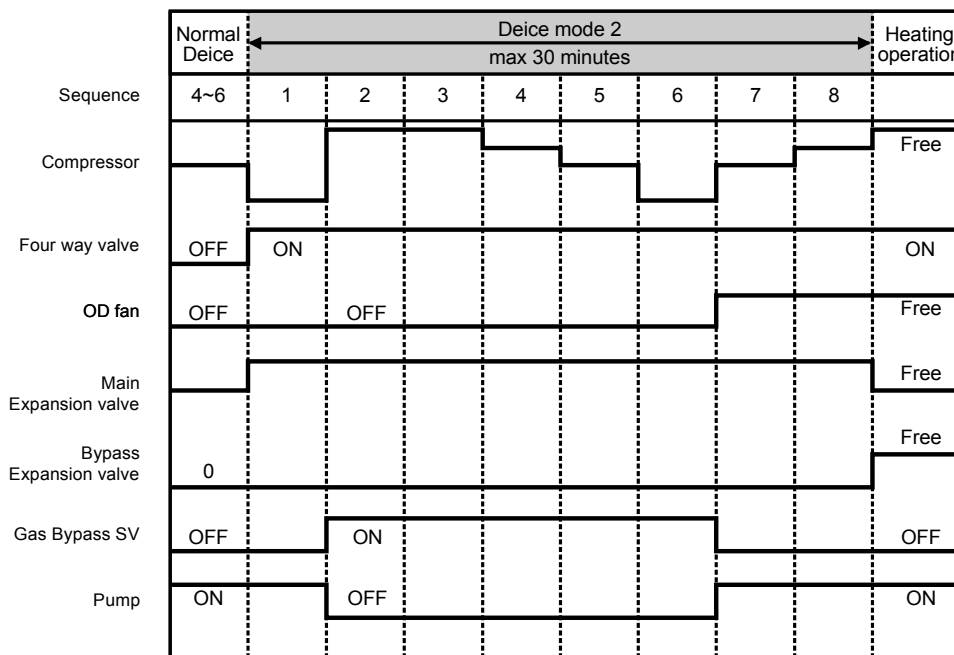 Normal Deice Deice mode 2 Heating operation
max 30 minutes
Sequence 4~6 1 2 3 4 5 6 7 8
Compressor Free
Four way valve OFF ON ON
OD fan OFF OFF Free
Main Expansion valve Free
Bypass Expansion valve 0 Free
Gas Bypass SV OFF ON OFF
Pump ON OFF ON